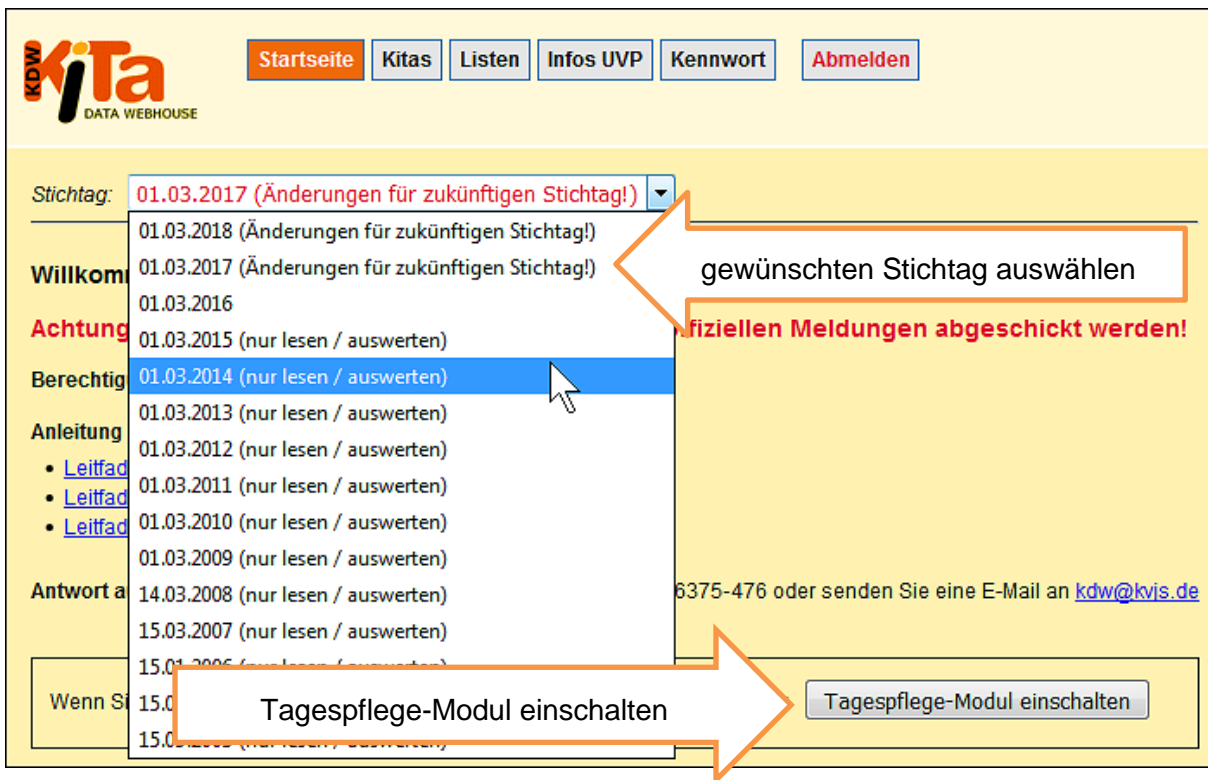 KDW KiTa
DATA WEBHOUSE
Startseite Kitas Listen Infos UVP Kennwort Abmelden
Stichtag: 01.03.2017 (Änderungen für zukünftigen Stichtag!)
01.03.2018 (Änderungen für zukünftigen Stichtag!)
01.03.2017 (Änderungen für zukünftigen Stichtag!)
gewünschten Stichtag auswählen
01.03.2016
Achtung fiziellen Meldungen abgeschickt werden!
01.03.2015 (nur lesen / auswerten)
01.03.2014 (nur lesen / auswerten)
01.03.2013 (nur lesen / auswerten)
Anleitung
01.03.2012 (nur lesen / auswerten)
01.03.2011 (nur lesen / auswerten)
01.03.2010 (nur lesen / auswerten)
01.03.2009 (nur lesen / auswerten)
Antwort
14.03.2008 (nur lesen / auswerten)
6375-476 oder senden Sie eine E-Mail an kdw@kvjs.de
15.03.2007 (nur lesen / auswerten)
Wenn
Tagespflege-Modul einschalten
Tagespflege-Modul einschalten